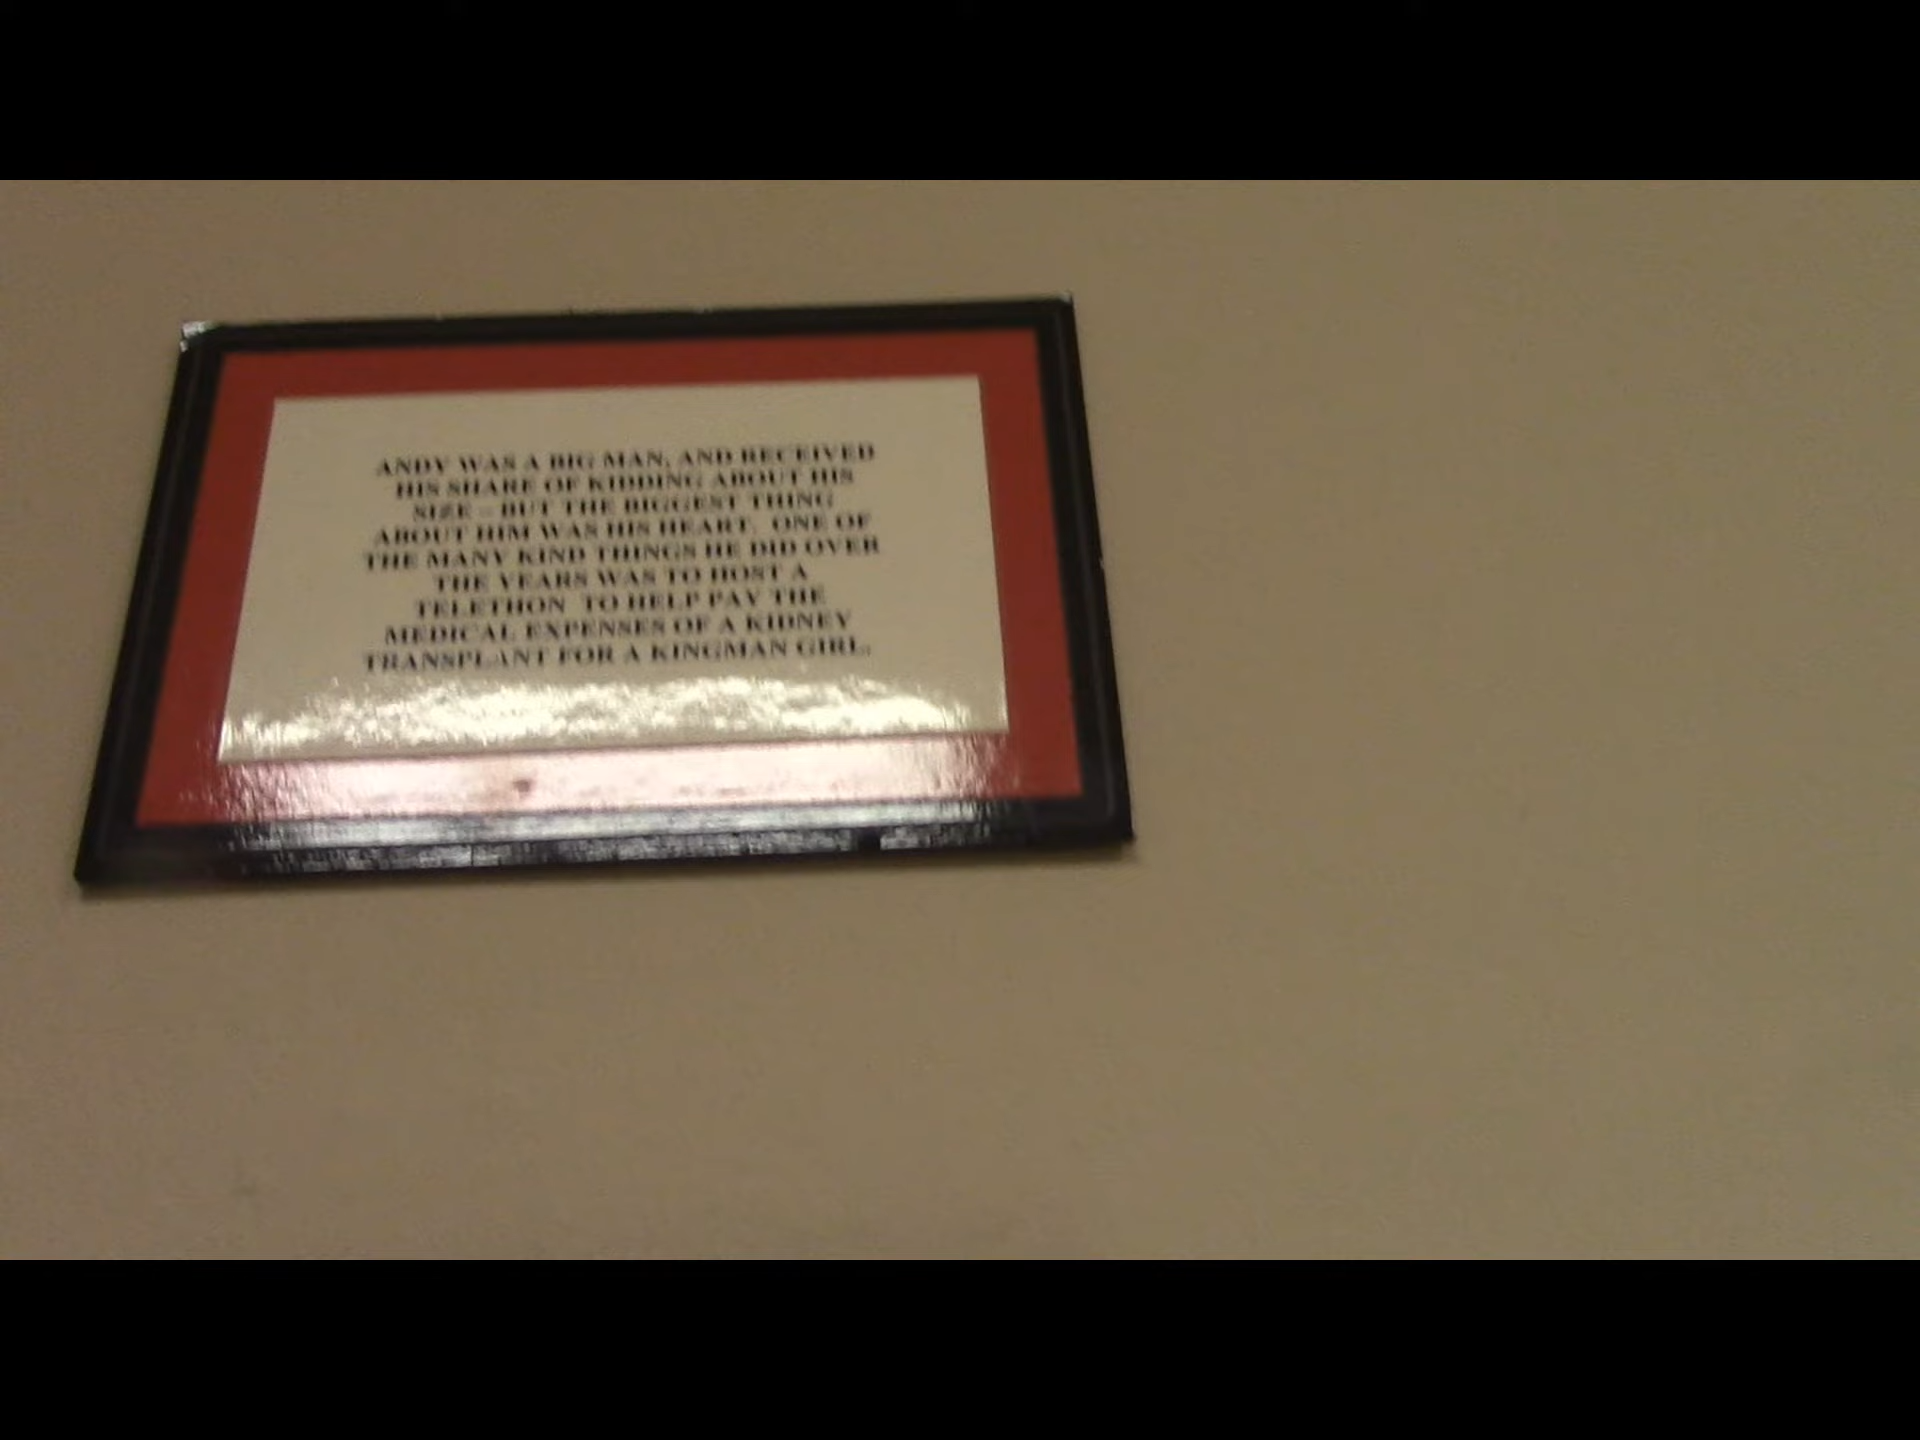 ANDY WAS A BIG MAN, AND RECEIVED
HIS SHARE OF KIDDING ABOUT HIS
SIZE – BUT THE BIGGEST THING
ABOUT HIM WAS HIS HEART. ONE OF
THE MANY KIND THINGS HE DID OVER
THE YEARS WAS TO HOST A
TELETHON TO HELP PAY THE
MEDICAL EXPENSES OF A KIDNEY
TRANSPLANT FOR A KINGMAN GIRL.